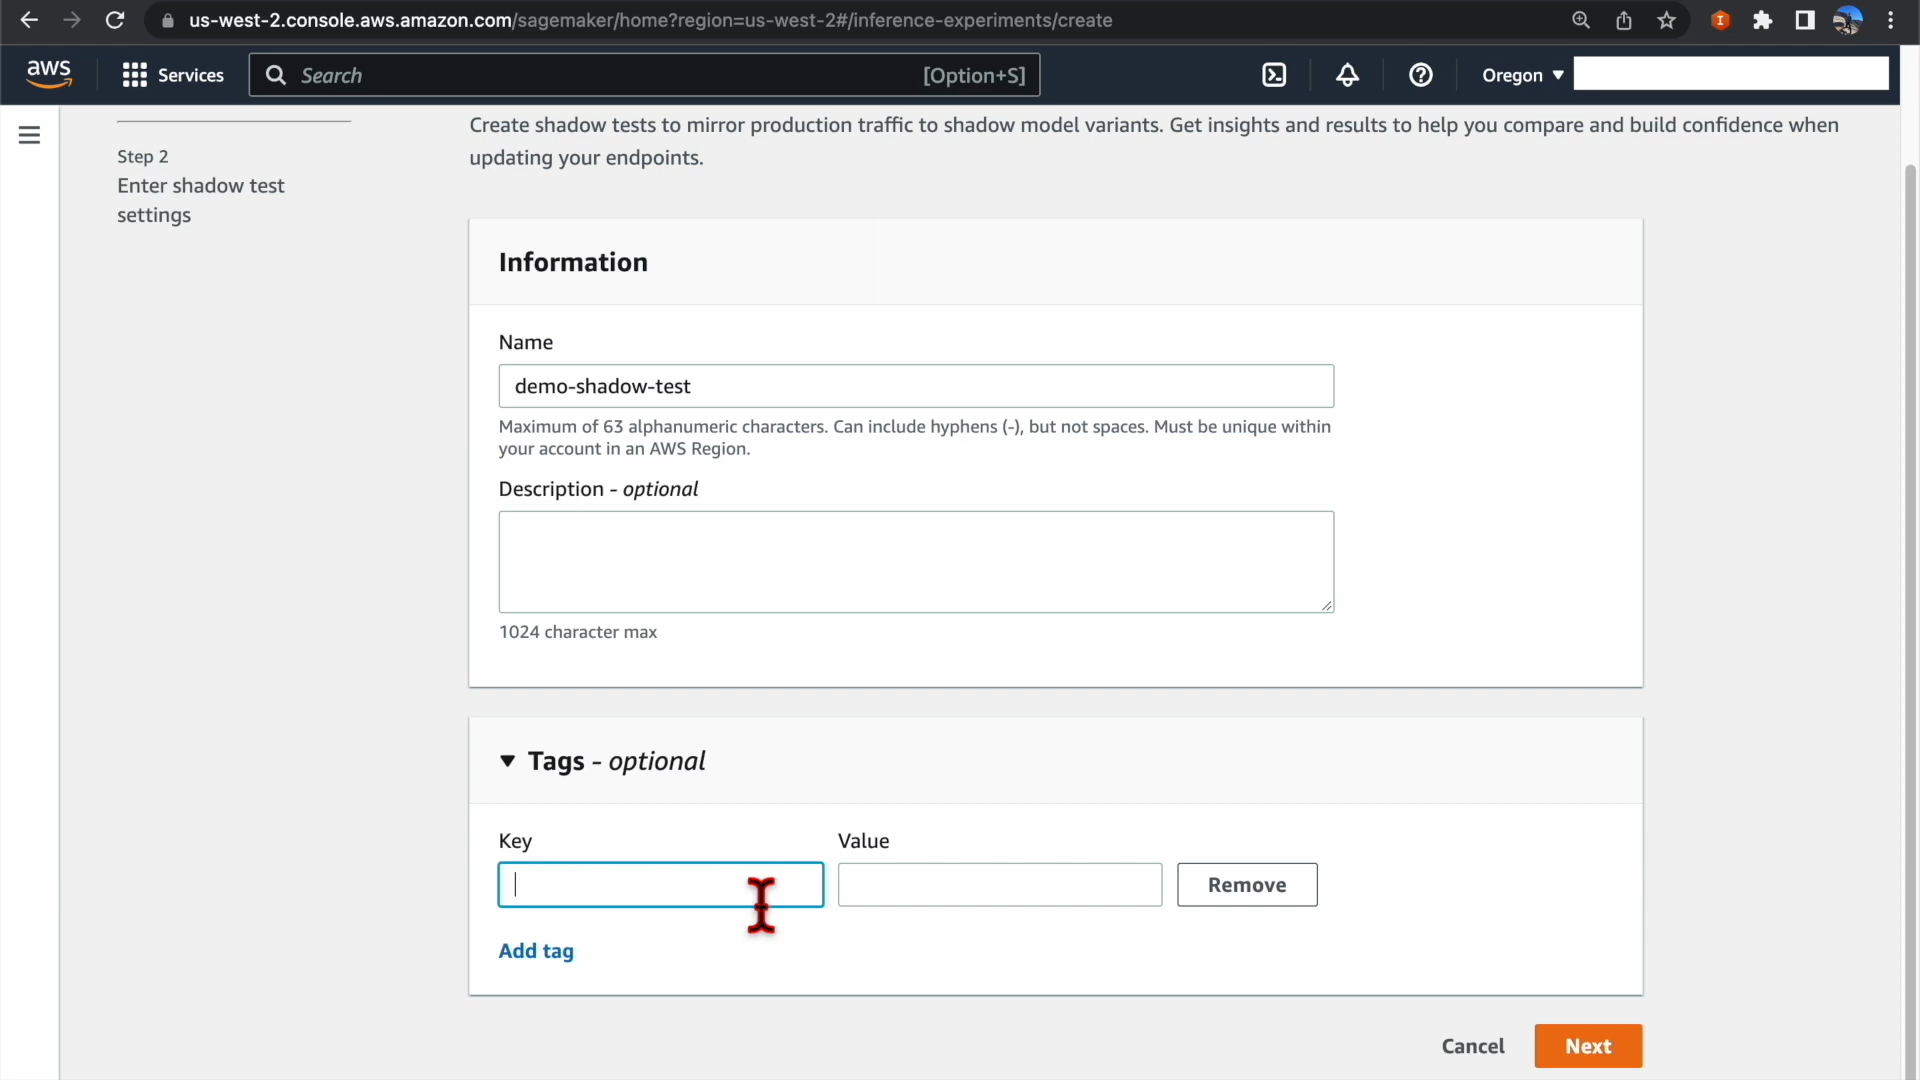 us-west-2.console.aws.amazon.com/sagemaker/home?region=us-west-2#/inference-experiments/create
aws
Services
Search
[Option+S]
Oregon
Step 2
Enter shadow test
settings
Create shadow tests to mirror production traffic to shadow model variants. Get insights and results to help you compare and build confidence when
updating your endpoints.
Information
Name
demo-shadow-test
Maximum of 63 alphanumeric characters. Can include hyphens (-), but not spaces. Must be unique within
your account in an AWS Region.
Description - optional
1024 character max
Tags - optional
Key
Value
Remove
Add tag
Cancel
Next